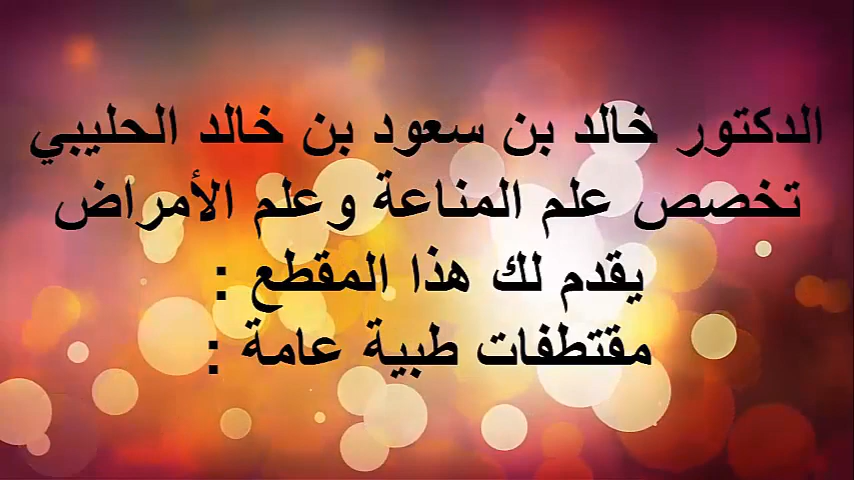 الدكتور خالد بن سعود بن خالد الحليبي
تخصص علم المناعة وعلم الأمراض
يقدم لك هذا المقطع :
مقتطفات طبية عامة :